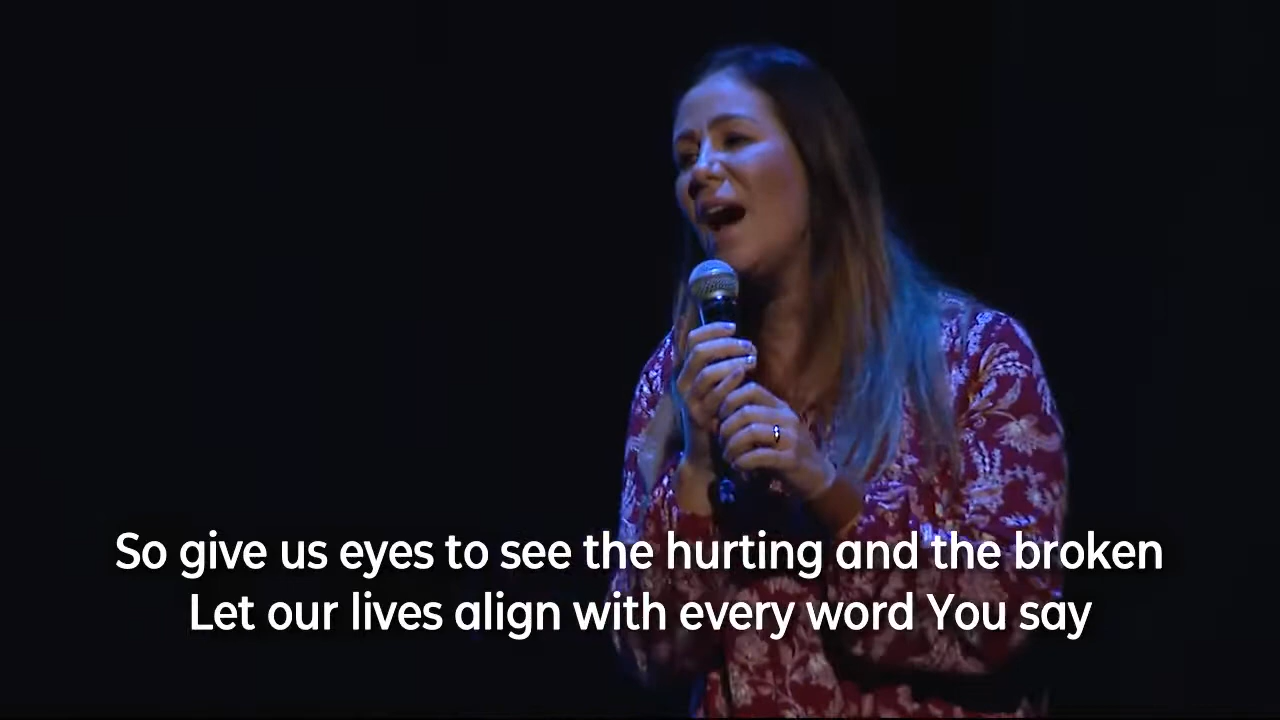 So give us eyes to see the hurting and the broken
Let our lives align with every word You say